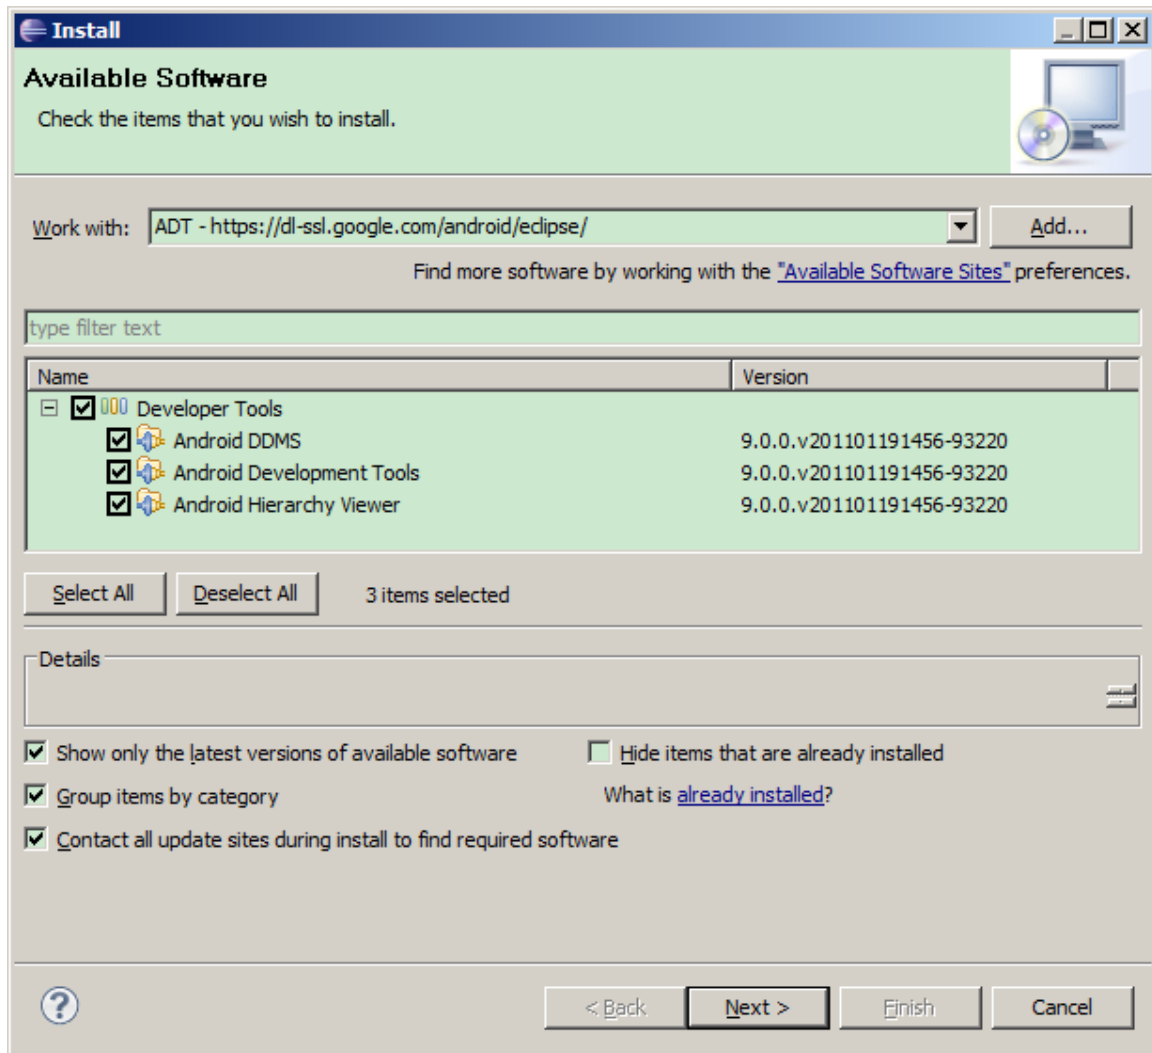 Install
Available Software
Check the items that you wish to install.
Work with: ADT - https://dl-ssl.google.com/android/eclipse/ Add...
Find more software by working with the "Available Software Sites" preferences.
type filter text
Name Version
Developer Tools
Android DDMS 9.0.0.v201101191456-93220
Android Development Tools 9.0.0.v201101191456-93220
Android Hierarchy Viewer 9.0.0.v201101191456-93220
Select All Deselect All 3 items selected
Details
Show only the latest versions of available software Hide items that are already installed
Group items by category What is already installed?
Contact all update sites during install to find required software
? < Back Next > Finish Cancel